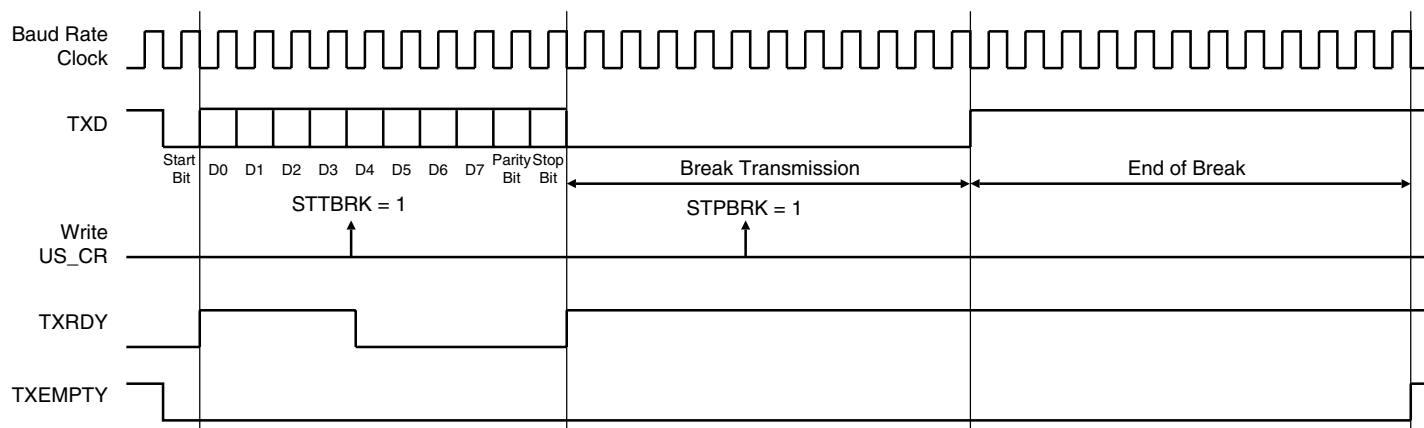 Baud Rate
Clock
TXD
Start
Bit
D0 D1 D2 D3 D4 D5 D6 D7
Parity
Bit
Stop
Bit
Break Transmission
End of Break
STTBRK = 1
STPBRK = 1
Write
US_CR
TXRDY
TXEMPTY